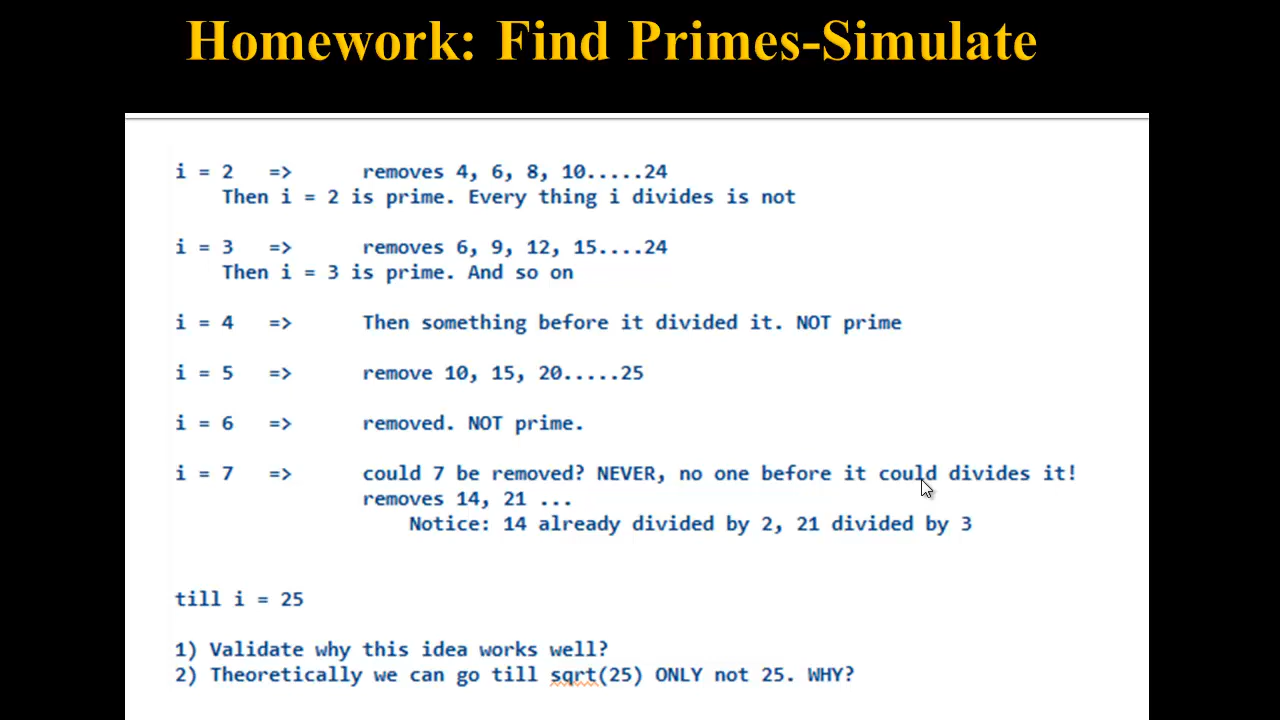 Homework: Find Primes-Simulate
i = 2 => removes 4, 6, 8, 10.....24
Then i = 2 is prime. Every thing i divides is not
i = 3 => removes 6, 9, 12, 15....24
Then i = 3 is prime. And so on
i = 4 => Then something before it divided it. NOT prime
i = 5 => remove 10, 15, 20.....25
i = 6 => removed. NOT prime.
i = 7 => could 7 be removed? NEVER, no one before it could divides it!
removes 14, 21 ...
Notice: 14 already divided by 2, 21 divided by 3
till i = 25
1) Validate why this idea works well?
2) Theoretically we can go till sqrt(25) ONLY not 25. WHY?